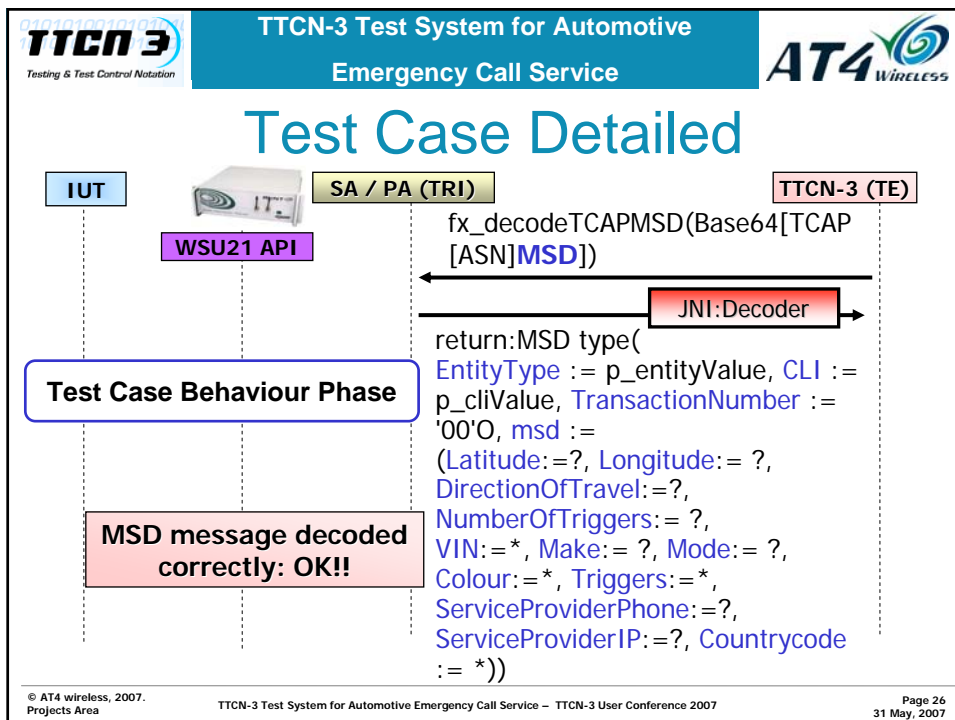 TTCN 3
Testing & Test Control Notation
TTCN-3 Test System for Automotive
Emergency Call Service
AT4 WIRELESS
Test Case Detailed
IUT
SA / PA (TRI)
TTCN-3 (TE)
WSU21 API
fx_decodeTCAPMSD(Base64[TCAP
[ASN]MSD])
JNI:Decoder
return:MSD type(
EntityType := p_entityValue, CLI :=
p_cliValue, TransactionNumber :=
'00'O, msd :=
(Latitude:=?, Longitude:= ?,
DirectionOfTravel:=?,
NumberOfTriggers:= ?,
VIN:=*, Make:= ?, Mode:= ?,
Colour:=*, Triggers:=*,
ServiceProviderPhone:=?,
ServiceProviderIP:=?, Countrycode
:= *))
Test Case Behaviour Phase
MSD message decoded
correctly: OK!!
© AT4 wireless, 2007.
Projects Area
TTCN-3 Test System for Automotive Emergency Call Service – TTCN-3 User Conference 2007
Page 26
31 May, 2007